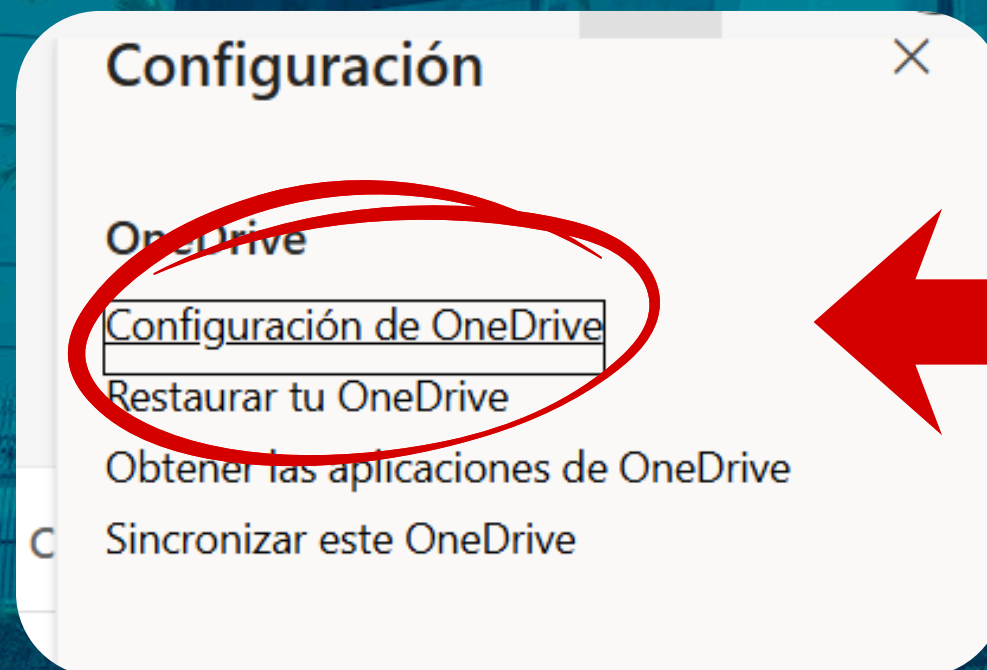 Configuración
OneDrive
Configuración de OneDrive
Restaurar tu OneDrive
Obtener las aplicaciones de OneDrive
C
Sincronizar este OneDrive